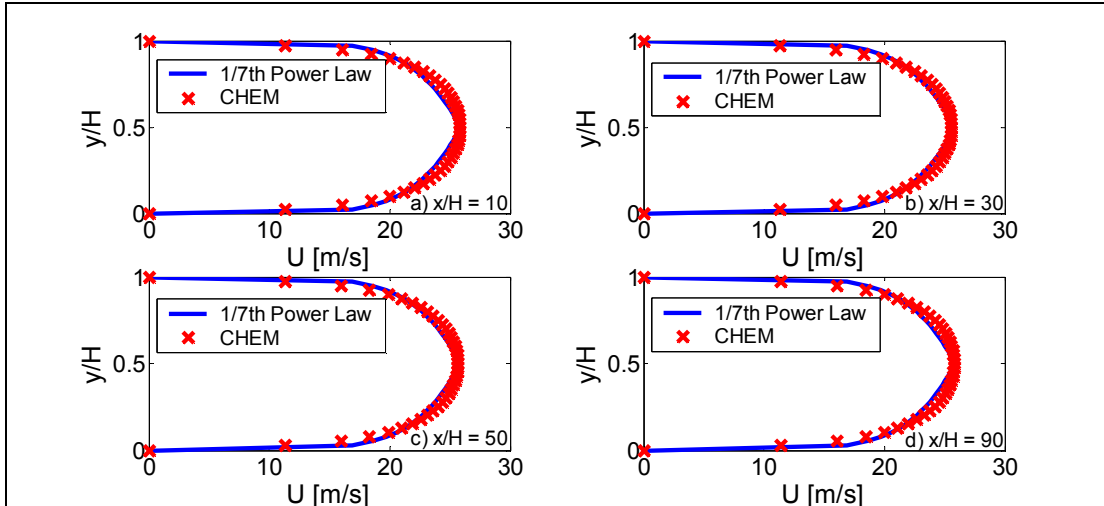 1
0.5
0
y/H
1/7th Power Law
CHEM
a) x/H = 10
0 10 20 30
U [m/s]
1
0.5
0
y/H
1/7th Power Law
CHEM
b) x/H = 30
0 10 20 30
U [m/s]
1
0.5
0
y/H
1/7th Power Law
CHEM
c) x/H = 50
0 10 20 30
U [m/s]
1
0.5
0
y/H
1/7th Power Law
CHEM
d) x/H = 90
0 10 20 30
U [m/s]